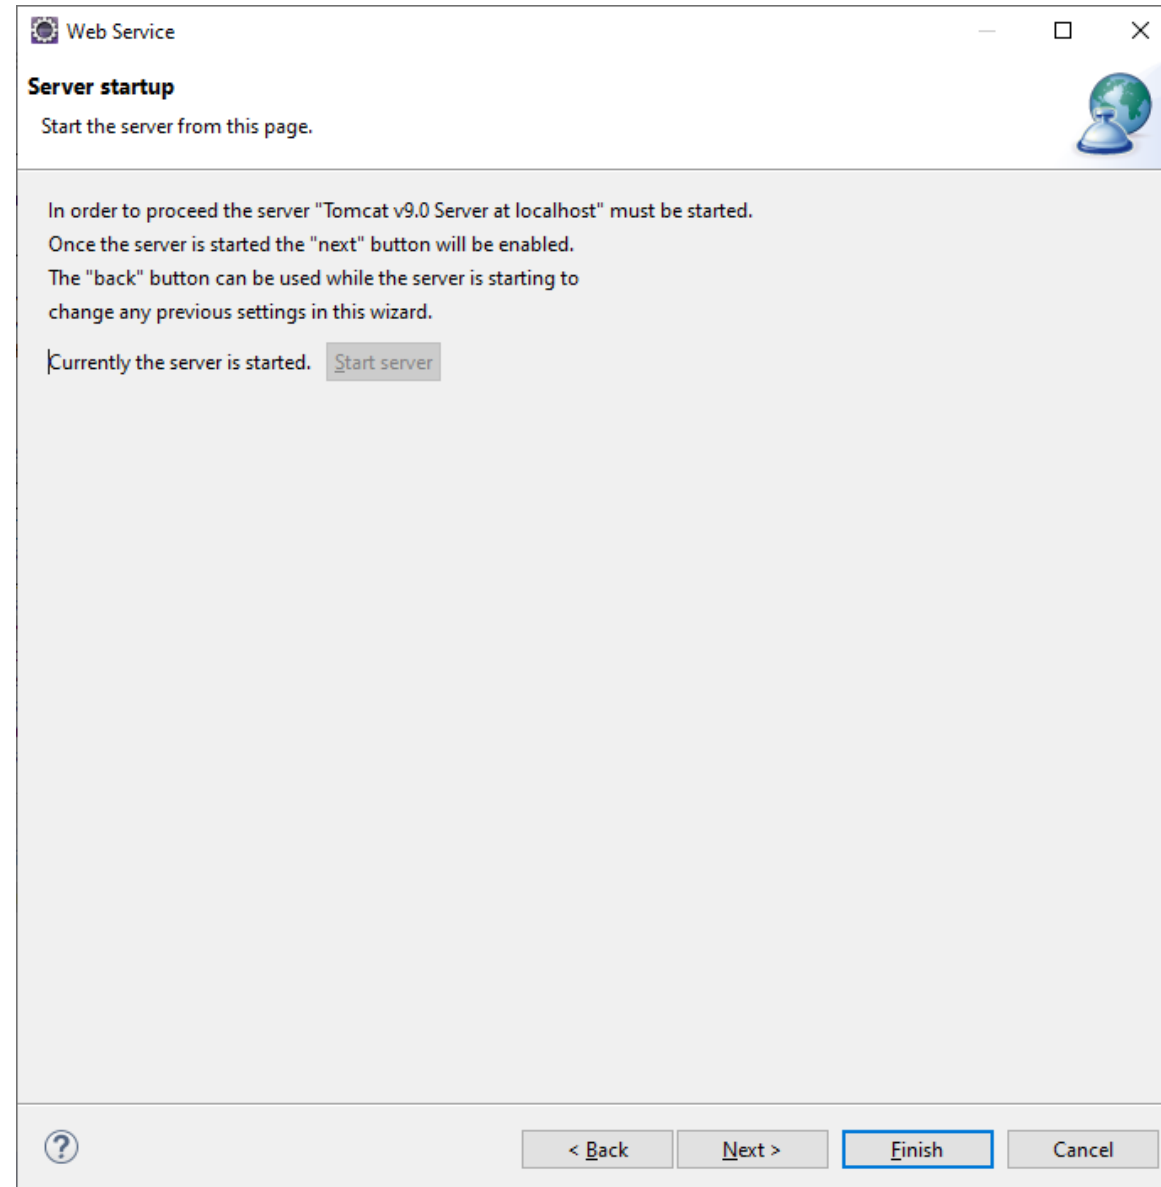 Web Service
Server startup
Start the server from this page.
In order to proceed the server "Tomcat v9.0 Server at localhost" must be started.
Once the server is started the "next" button will be enabled.
The "back" button can be used while the server is starting to
change any previous settings in this wizard.
Currently the server is started. Start server
? < Back Next > Finish Cancel